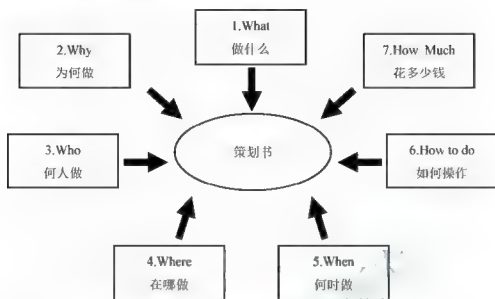 1.What
做什么
2.Why
为何做
7.How Much
花多少钱
策划书
3.Who
何人做
6.How to do
如何操作
4.Where
在哪做
5.When
何时做